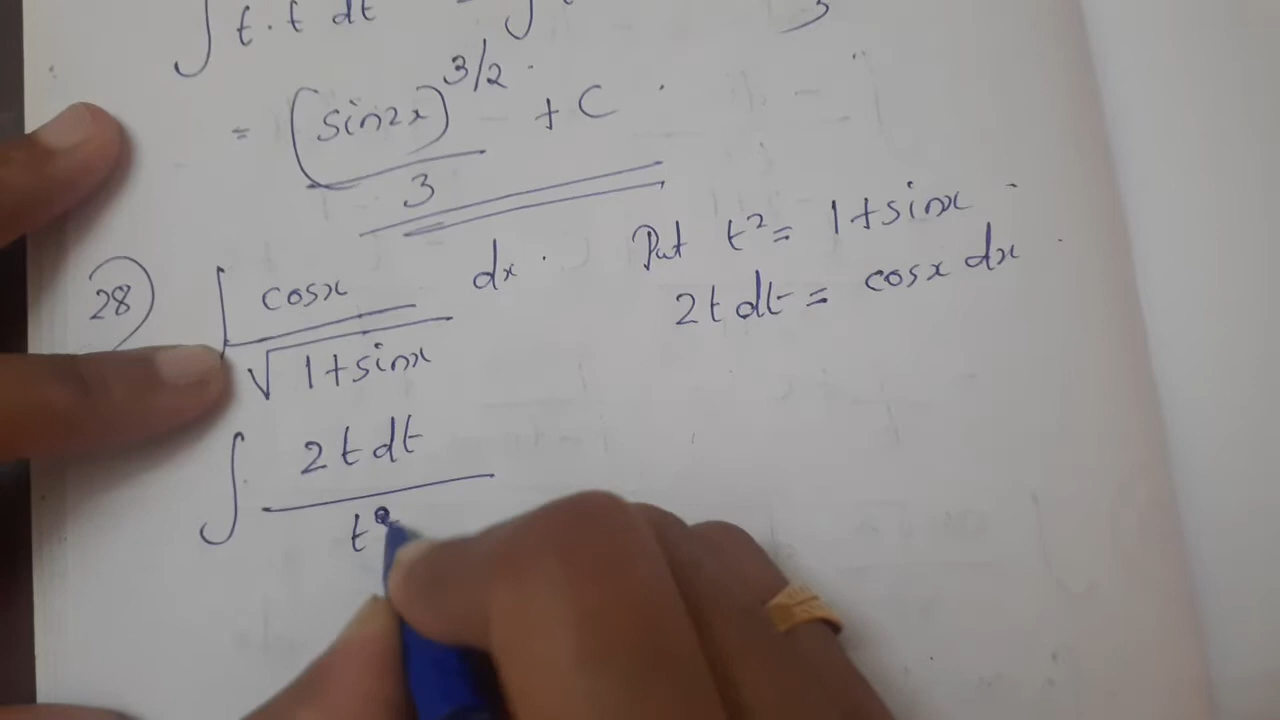 ∫ t · t dt = ∫
3
= (sin2x)^{3/2} / 3 + C
28 ∫ cosx / √(1+sinx) dx · Put t² = 1+sinx
2t dt = cosx dx
∫ 2t dt / t